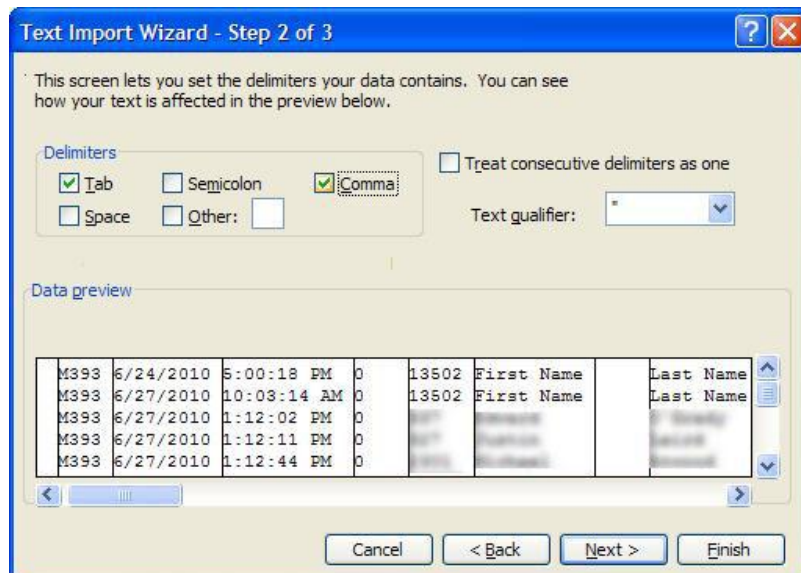 Text Import Wizard - Step 2 of 3
This screen lets you set the delimiters your data contains. You can see
how your text is affected in the preview below.
Delimiters
Tab Semicolon Comma
Space Other:
Treat consecutive delimiters as one
Text qualifier: "
Data preview
M393 6/24/2010 5:00:18 PM 0 13502 First Name Last Name
M393 6/27/2010 10:03:14 AM 0 13502 First Name Last Name
M393 6/27/2010 1:12:02 PM 0
M393 6/27/2010 1:12:11 PM 0
M393 6/27/2010 1:12:44 PM 0
Cancel < Back Next > Finish